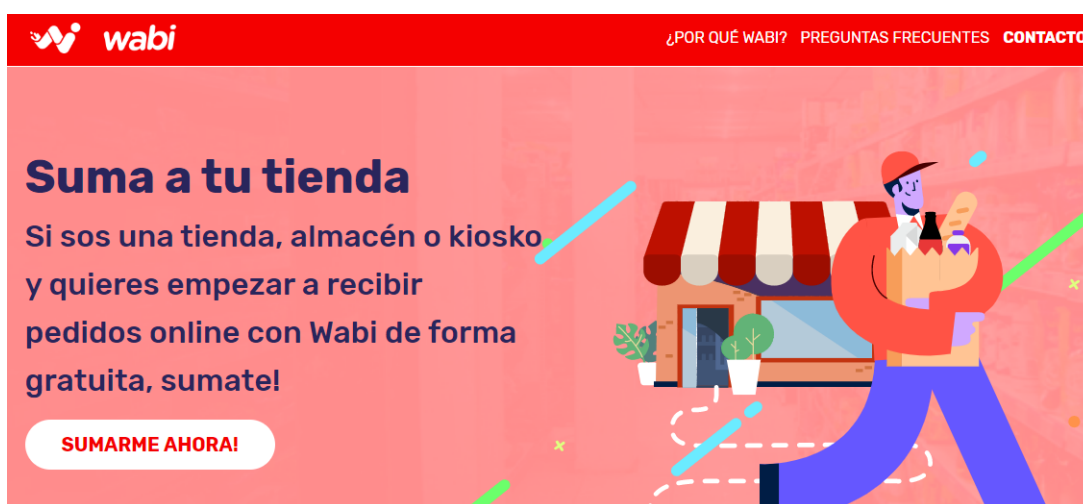 wabi
¿POR QUÉ WABI? PREGUNTAS FRECUENTES CONTACTO
Suma a tu tienda
Si sos una tienda, almacén o kiosko
y quieres empezar a recibir
pedidos online con Wabi de forma
gratuita, sumate!
SUMARME AHORA!